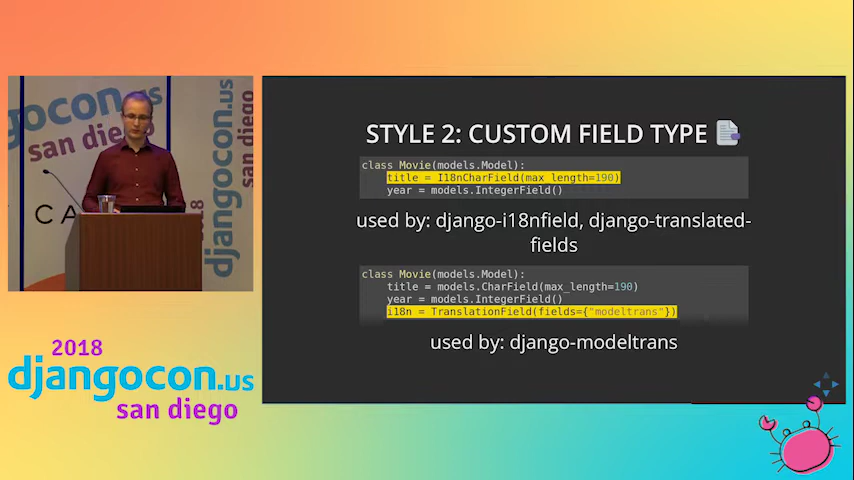 djangocon.us
san diego
djangocon.us
san diego
CA
STYLE 2: CUSTOM FIELD TYPE
class Movie(models.Model):
title = I18nCharField(max_length=190)
year = models.IntegerField()
used by: django-i18nfield, django-translated-
fields
class Movie(models.Model):
title = models.CharField(max_length=190)
year = models.IntegerField()
i18n = TranslationField(fields={"modeltrans"})
used by: django-modeltrans
2018
djangocon.us
san diego